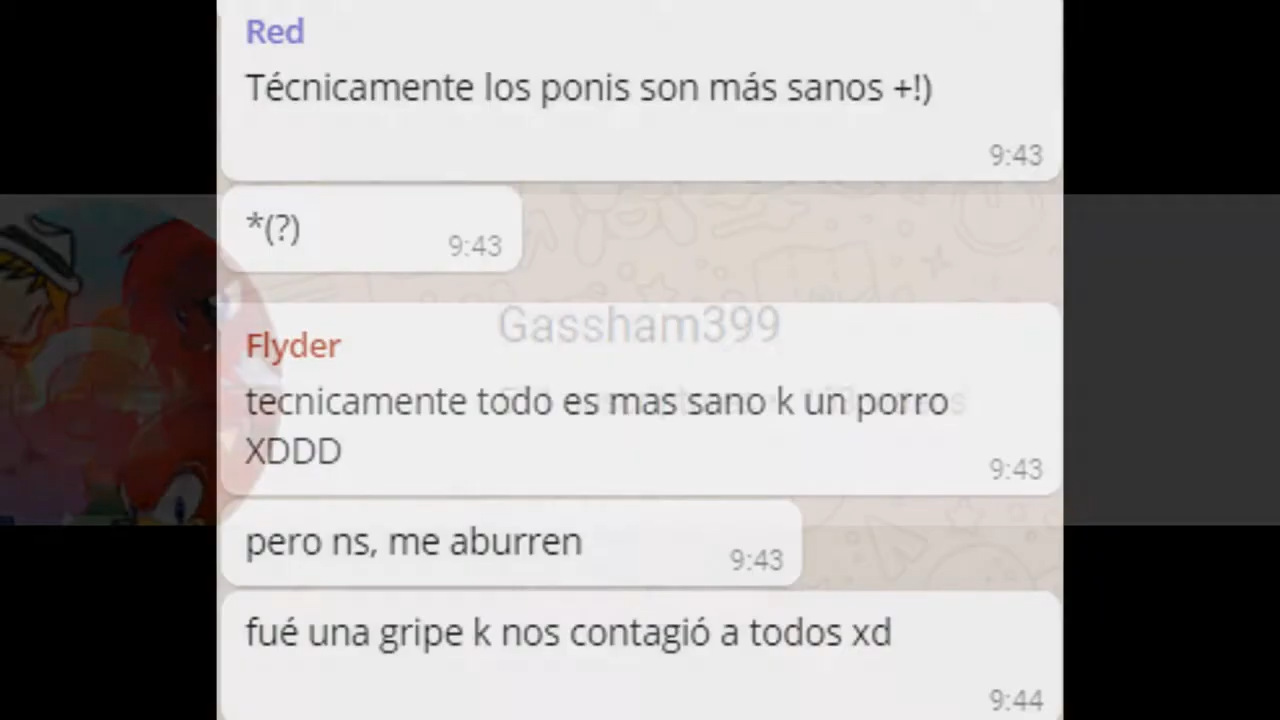 Red
Técnicamente los ponis son más sanos +!)
9:43
*(?)
9:43
Gassham399
Flyder
tecnicamente todo es mas sano k un porro
XDDD
9:43
pero ns, me aburren
9:43
fué una gripe k nos contagió a todos xd
9:44